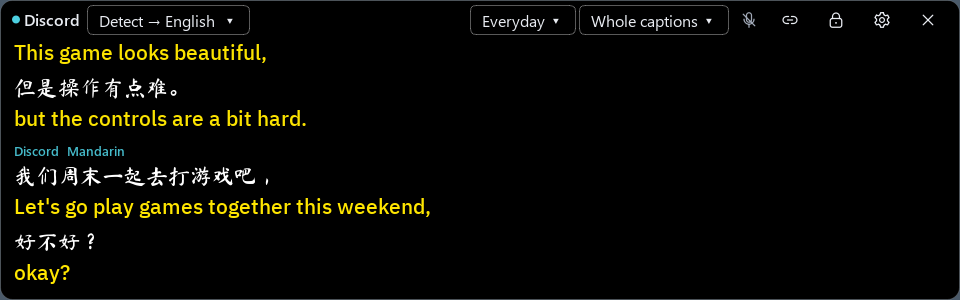 Discord Detect → English Everyday Whole captions
This game looks beautiful,
但是操作有点难。
but the controls are a bit hard.
Discord Mandarin
我们周末一起去打游戏吧，
Let's go play games together this weekend,
好不好？
okay?